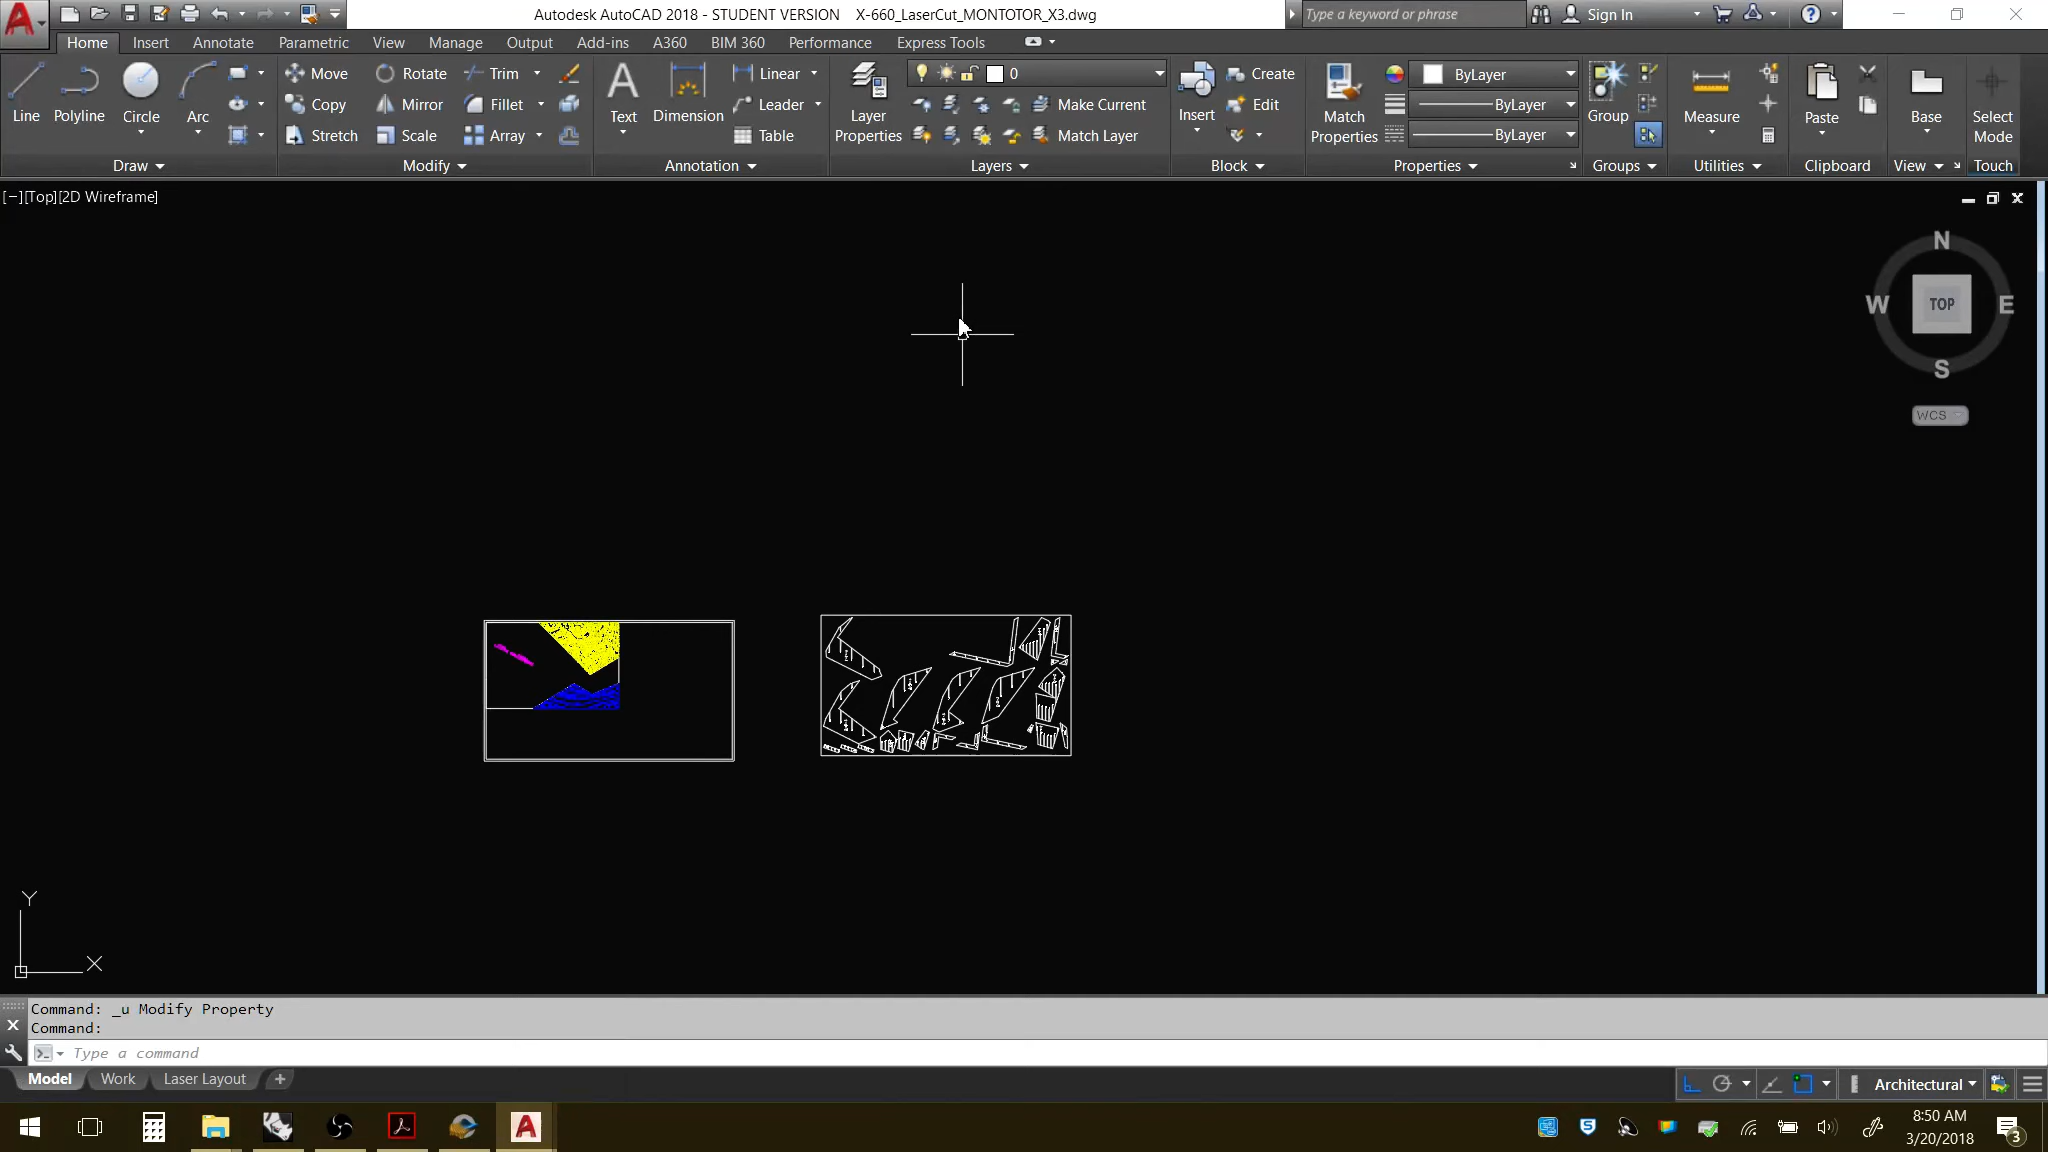 Autodesk AutoCAD 2018 - STUDENT VERSION    X-660_LaserCut_MONTOTOR_X3.dwg
Type a keyword or phrase
Sign In
Home Insert Annotate Parametric View Manage Output Add-ins A360 BIM 360 Performance Express Tools
Line Polyline Circle Arc
Draw
Move Rotate Trim
Copy Mirror Fillet
Stretch Scale Array
Modify
Text Dimension
Linear
Leader
Table
Annotation
Layer Properties
0
Make Current
Match Layer
Layers
Insert
Create
Edit
Block
Match Properties
ByLayer
ByLayer
ByLayer
Properties
Group
Groups
Measure
Utilities
Paste
Clipboard
Base
View
Select Mode
Touch
[−][Top][2D Wireframe]
N
W TOP E
S
WCS
Y
X
Command: _u Modify Property
Command:
Type a command
Model Work Laser Layout +
Architectural
8:50 AM
3/20/2018
3